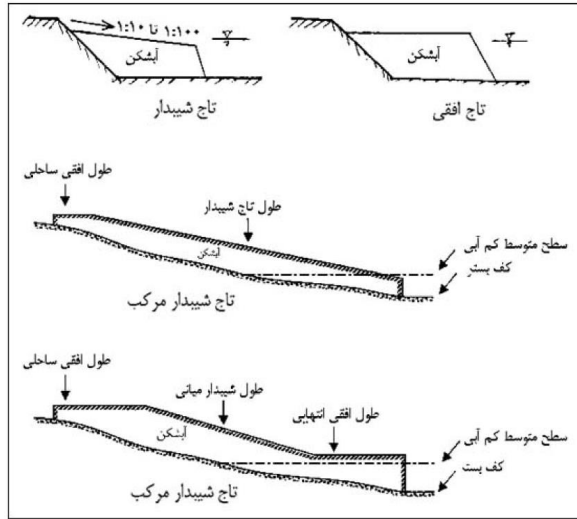 ۱:۱۰ تا ۱:۱۰۰
آبشکن
آبشکن
تاج شیبدار
تاج افقی
طول افقی ساحلی
طول تاج شیبدار
آبشکن
سطح متوسط کم آبی
کف بستر
تاج شیبدار مرکب
طول افقی ساحلی
طول شیبدار میانی
طول افقی انتهایی
آبشکن
سطح متوسط کم آبی
کف بست
تاج شیبدار مرکب